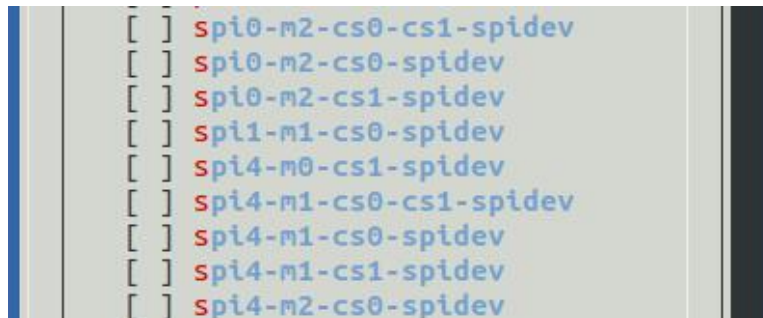 [ ] spi0-m2-cs0-cs1-spidev
[ ] spi0-m2-cs0-spidev
[ ] spi0-m2-cs1-spidev
[ ] spi1-m1-cs0-spidev
[ ] spi4-m0-cs1-spidev
[ ] spi4-m1-cs0-cs1-spidev
[ ] spi4-m1-cs0-spidev
[ ] spi4-m1-cs1-spidev
[ ] spi4-m2-cs0-spidev